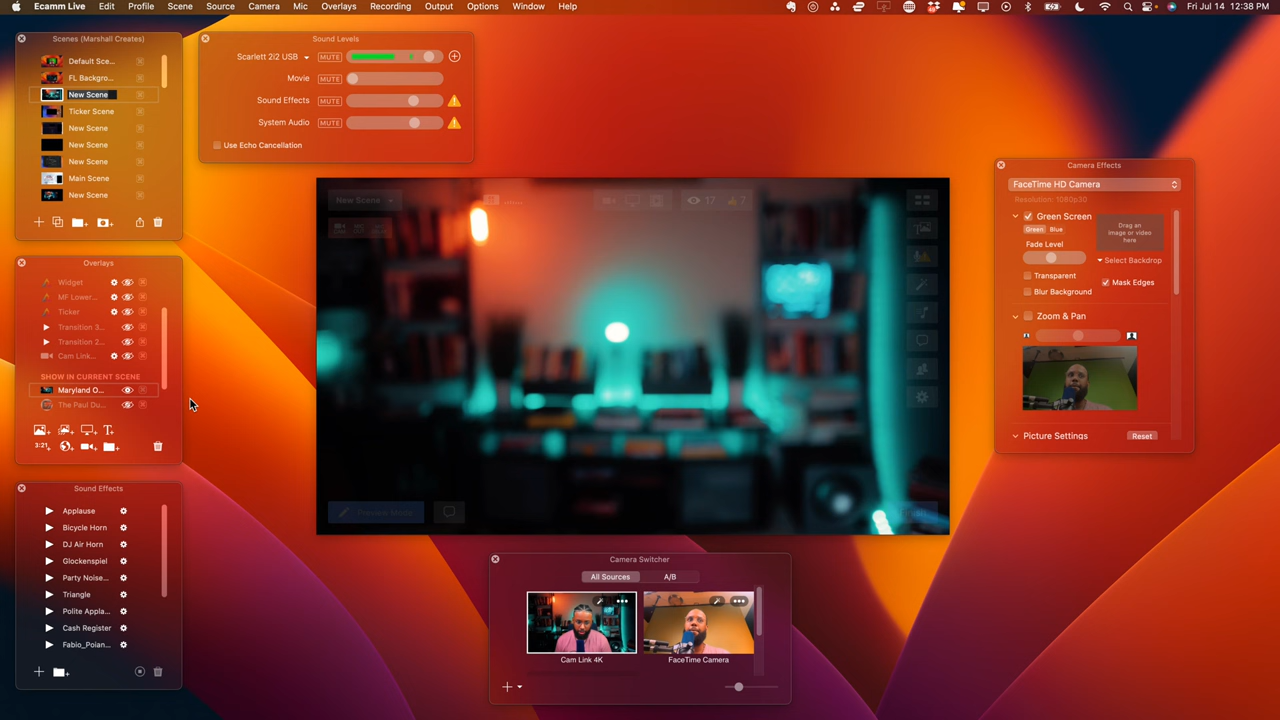 Ecamm Live Edit Profile Scene Source Camera Mic Overlays Recording Output Options Window Help
Fri Jul 14 12:38 PM
Scenes (Marshall Creates)
Default Sce...
FL Backgro...
New Scene
Ticker Scene
New Scene
New Scene
New Scene
Main Scene
New Scene
Sound Levels
Scarlett 2i2 USB MUTE
Movie MUTE
Sound Effects MUTE
System Audio MUTE
Use Echo Cancellation
Overlays
Widget
MF Lower...
Ticker
Transition 3...
Transition 2...
Cam Link...
SHOW IN CURRENT SCENE
Maryland O...
The Paul Du...
3:21
Sound Effects
Applause
Bicycle Horn
DJ Air Horn
Glockenspiel
Party Noise...
Triangle
Polite Appla...
Cash Register
Fabio_Polan...
New Scene
17
7
Preview Mode
Camera Switcher
All Sources A/B
Cam Link 4K FaceTime Camera
Camera Effects
FaceTime HD Camera
Resolution: 1080p30
Green Screen
Green Blue
Drag an
image or video
here
Fade Level
Select Backdrop
Transparent
Mask Edges
Blur Background
Zoom & Pan
Picture Settings Reset